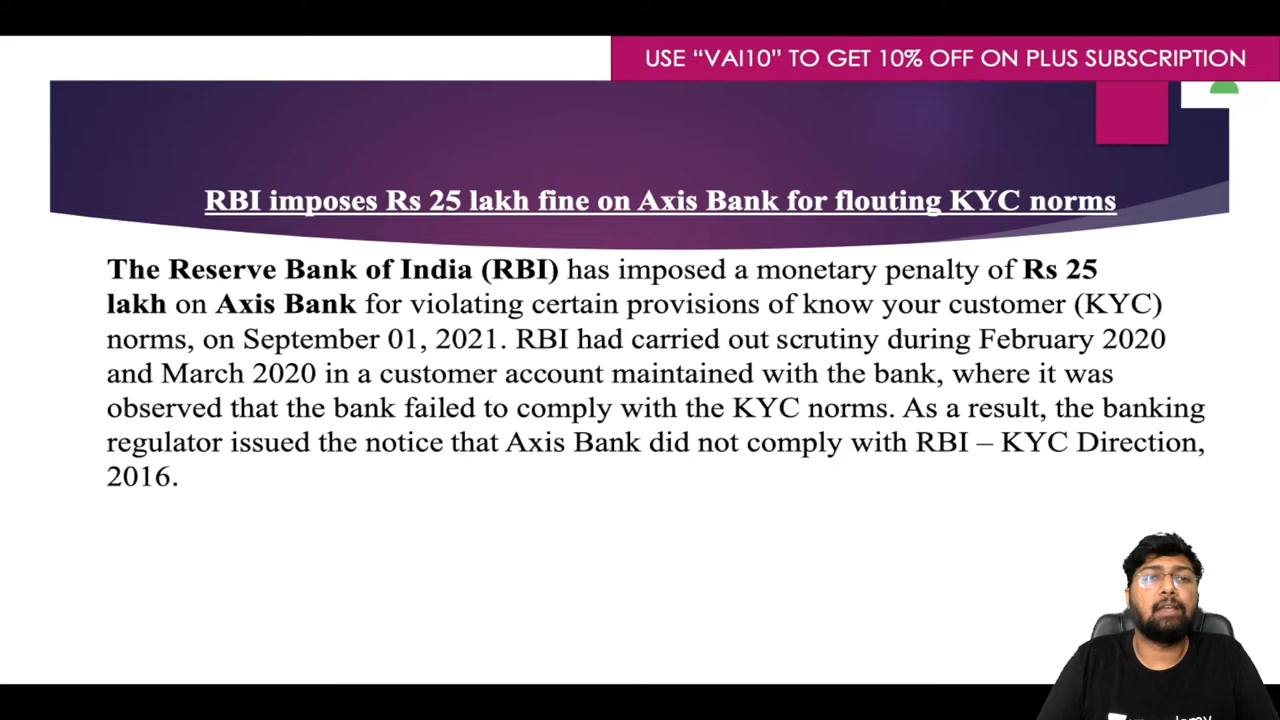 USE “VAI10” TO GET 10% OFF ON PLUS SUBSCRIPTION
RBI imposes Rs 25 lakh fine on Axis Bank for flouting KYC norms
The Reserve Bank of India (RBI) has imposed a monetary penalty of Rs 25
lakh on Axis Bank for violating certain provisions of know your customer (KYC)
norms, on September 01, 2021. RBI had carried out scrutiny during February 2020
and March 2020 in a customer account maintained with the bank, where it was
observed that the bank failed to comply with the KYC norms. As a result, the banking
regulator issued the notice that Axis Bank did not comply with RBI – KYC Direction,
2016.